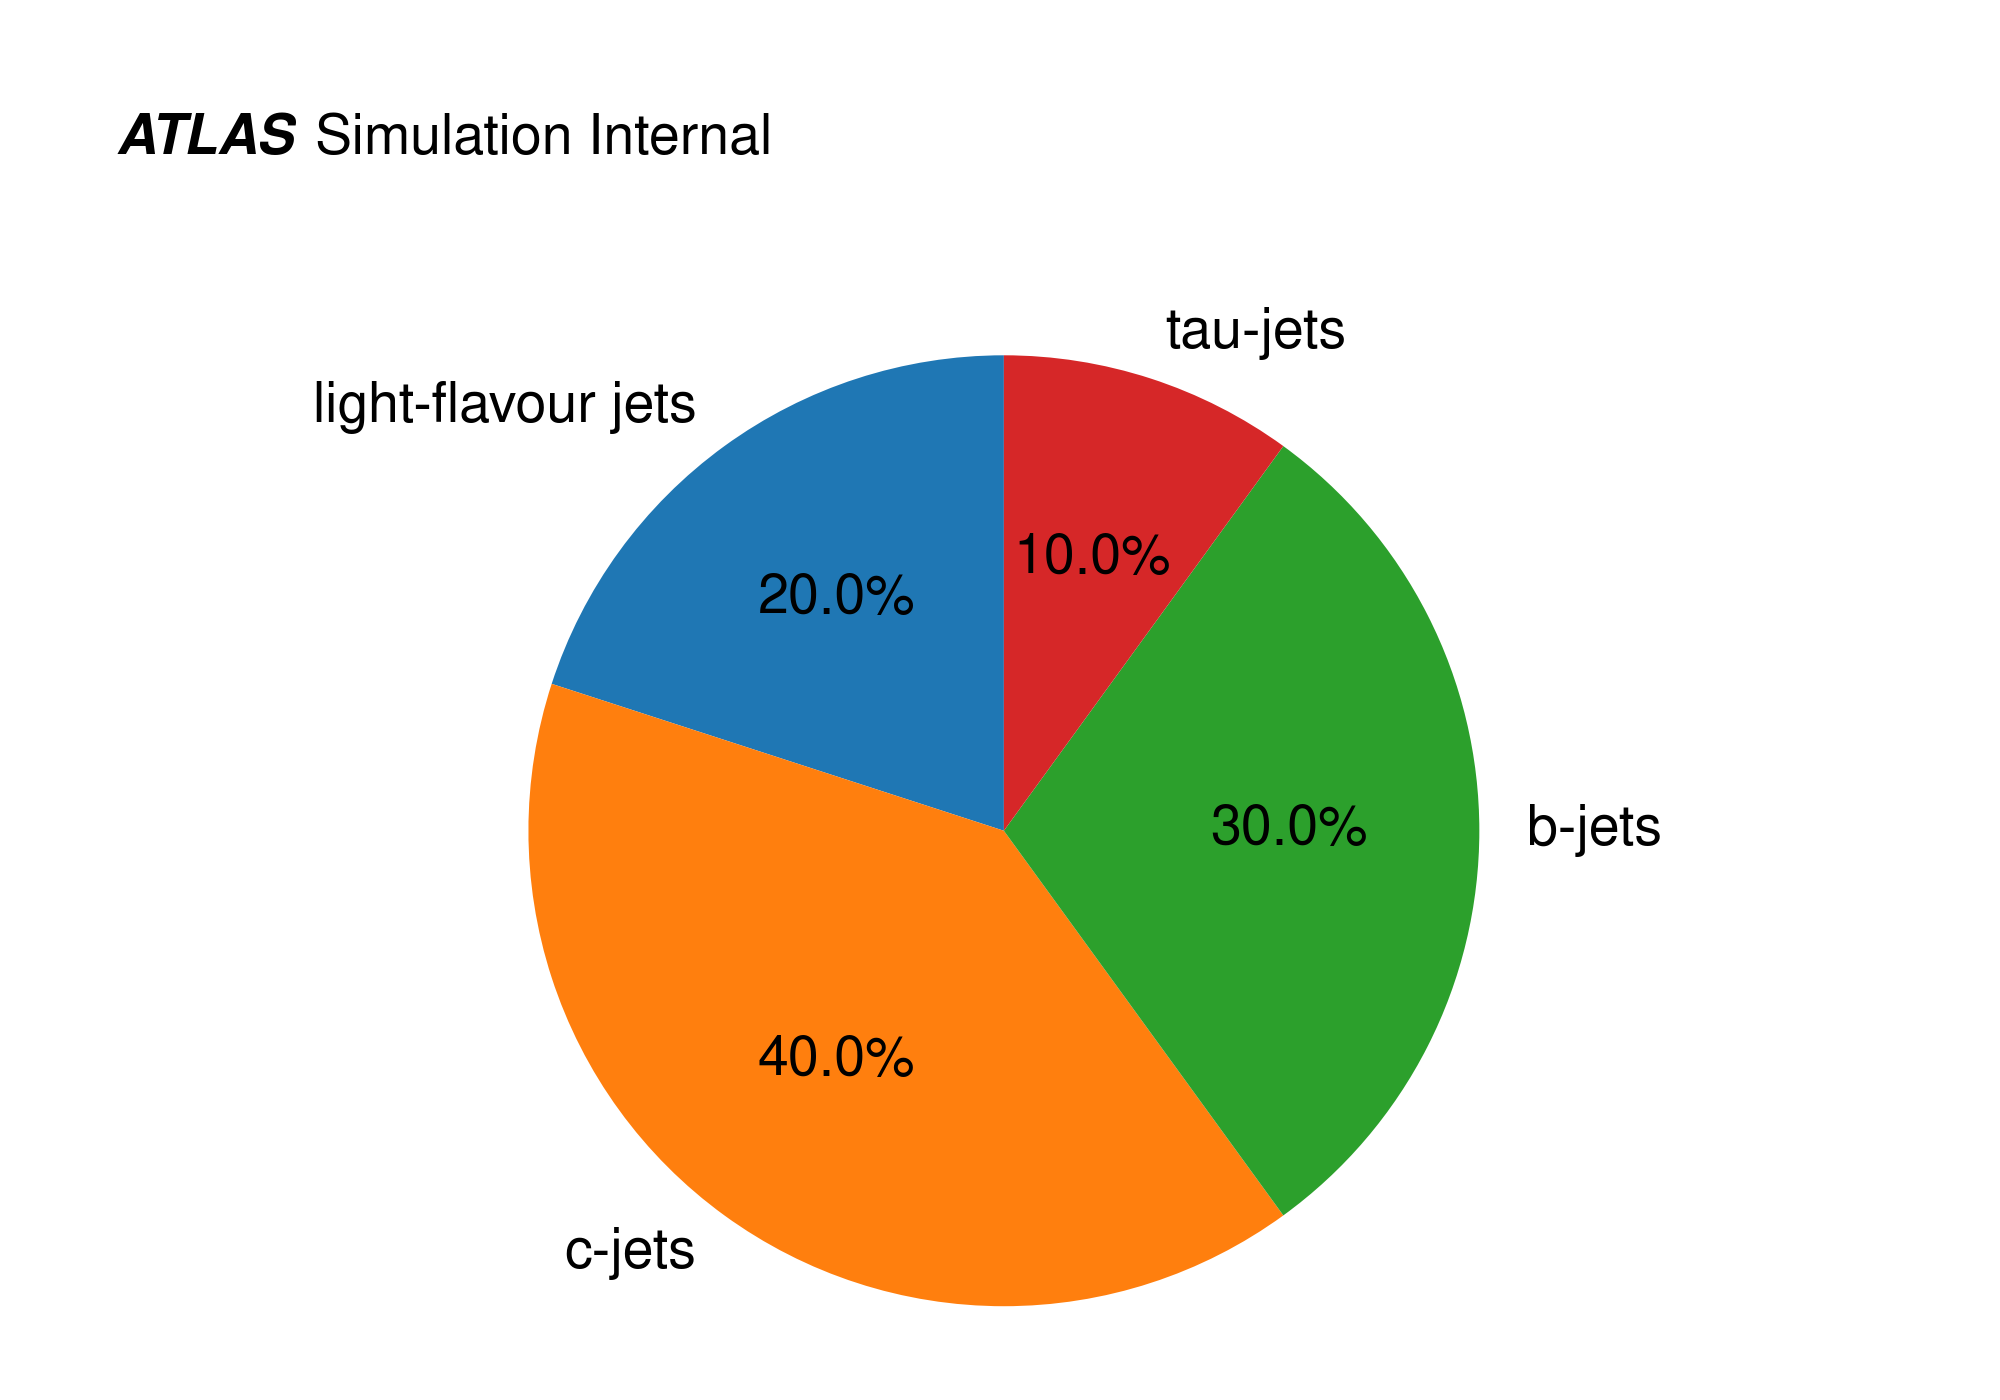 ATLAS Simulation Internal
tau-jets
light-flavour jets
10.0%
20.0%
30.0%
b-jets
40.0%
c-jets